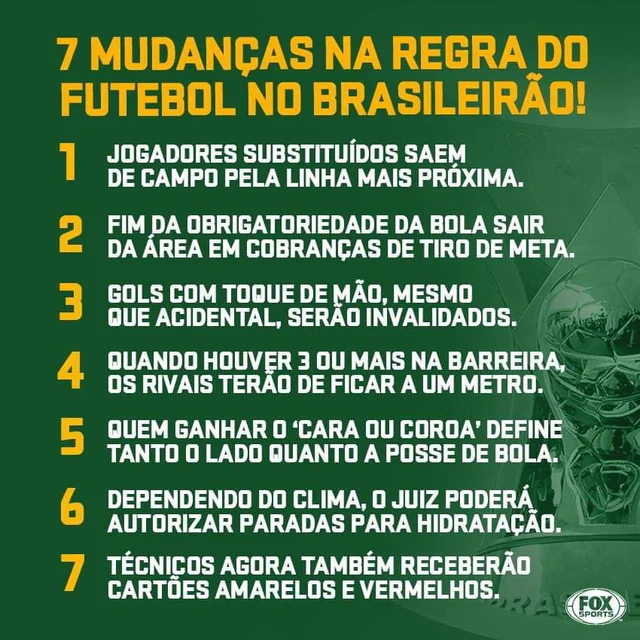 7 MUDANÇAS NA REGRA DO
FUTEBOL NO BRASILEIRÃO!
1 JOGADORES SUBSTITUÍDOS SAEM
DE CAMPO PELA LINHA MAIS PRÓXIMA.
2 FIM DA OBRIGATORIEDADE DA BOLA SAIR
DA ÁREA EM COBRANÇAS DE TIRO DE META.
3 GOLS COM TOQUE DE MÃO, MESMO
QUE ACIDENTAL, SERÃO INVALIDADOS.
4 QUANDO HOUVER 3 OU MAIS NA BARREIRA,
OS RIVAIS TERÃO DE FICAR A UM METRO.
5 QUEM GANHAR O ‘CARA OU COROA’ DEFINE
TANTO O LADO QUANTO A POSSE DE BOLA.
6 DEPENDENDO DO CLIMA, O JUIZ PODERÁ
AUTORIZAR PARADAS PARA HIDRATAÇÃO.
7 TÉCNICOS AGORA TAMBÉM RECEBERÃO
CARTÕES AMARELOS E VERMELHOS.
FOX
SPORTS